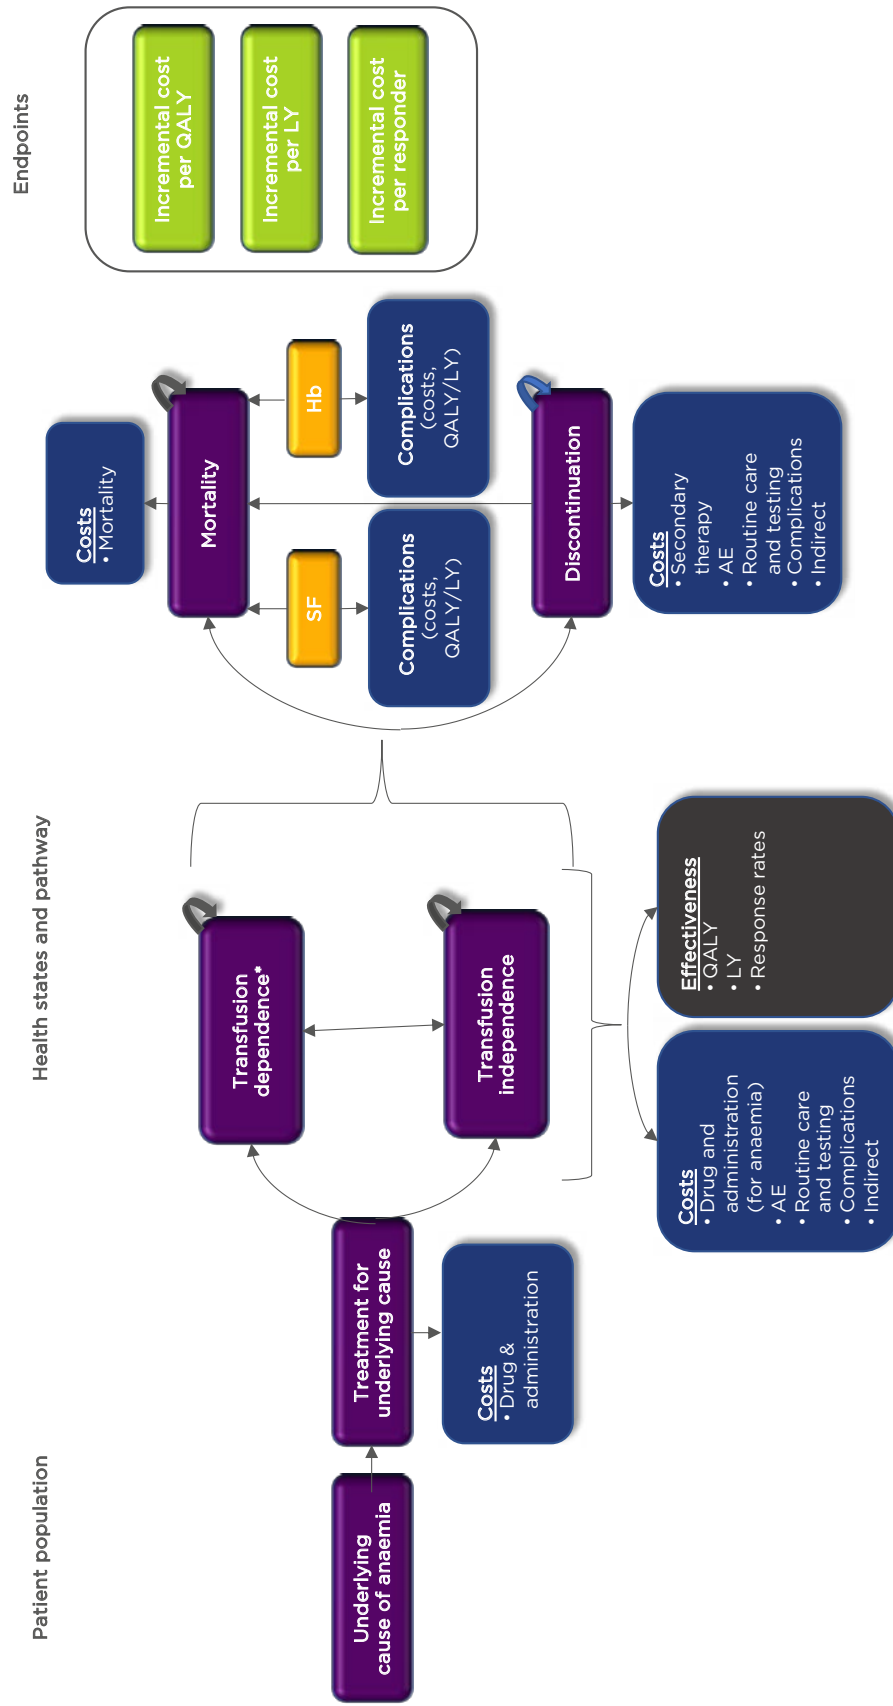 Patient population
Health states and pathway
Endpoints
Underlying
cause of anaemia
Treatment for
underlying cause
Costs
• Drug &
administration
Transfusion
dependence*
Transfusion
independence
Costs
• Drug and
administration
(for anaemia)
• AE
• Routine care
and testing
• Complications
• Indirect
Effectiveness
• QALY
• LY
• Response rates
Costs
• Mortality
Mortality
SF
Hb
Complications
(costs,
QALY/LY)
Complications
(costs,
QALY/LY)
Discontinuation
Costs
• Secondary
therapy
• AE
• Routine care
and testing
• Complications
• Indirect
Incremental cost
per QALY
Incremental cost
per LY
Incremental cost
per responder